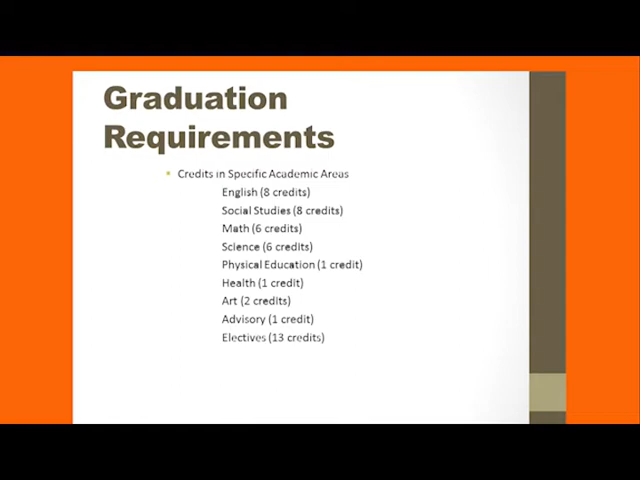 Graduation
Requirements
Credits in Specific Academic Areas
English (8 credits)
Social Studies (8 credits)
Math (6 credits)
Science (6 credits)
Physical Education (1 credit)
Health (1 credit)
Art (2 credits)
Advisory (1 credit)
Electives (13 credits)